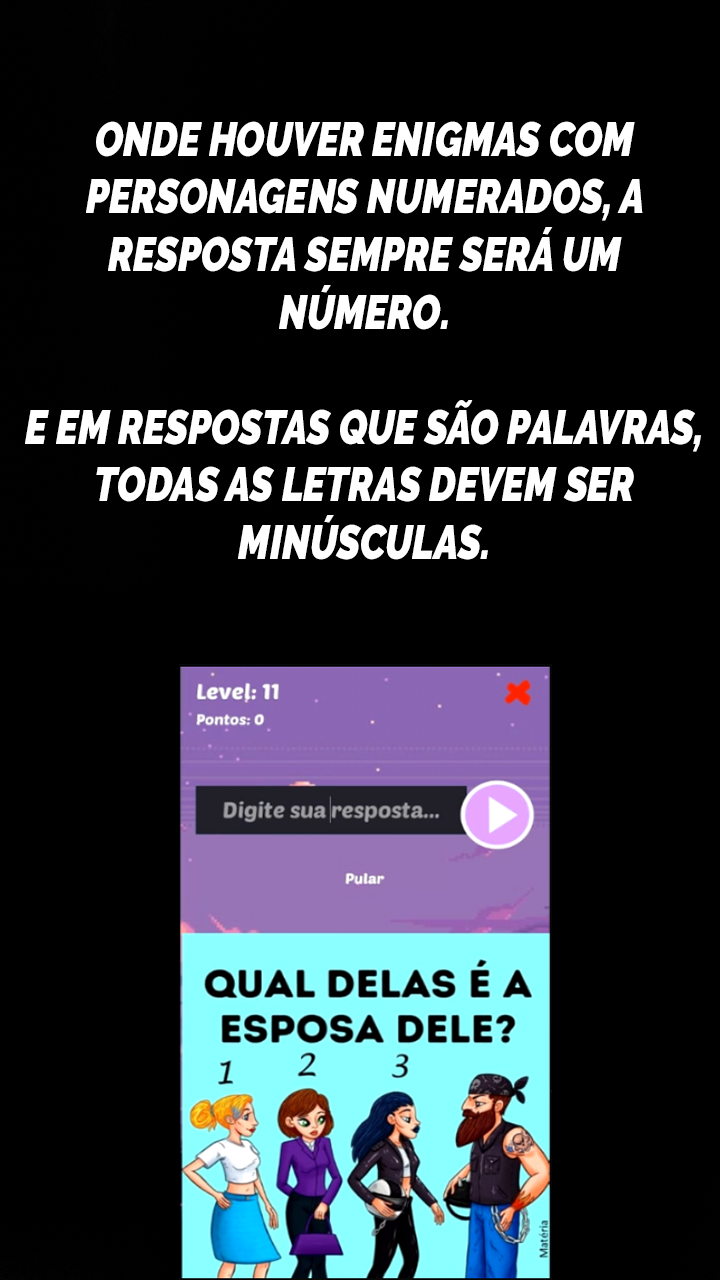 ONDE HOUVER ENIGMAS COM
PERSONAGENS NUMERADOS, A
RESPOSTA SEMPRE SERÁ UM
NÚMERO.
E EM RESPOSTAS QUE SÃO PALAVRAS,
TODAS AS LETRAS DEVEM SER
MINÚSCULAS.
Level: 11
Pontos: 0
Digite sua resposta...
Pular
QUAL DELAS É A
ESPOSA DELE?
1 2 3
Matéria